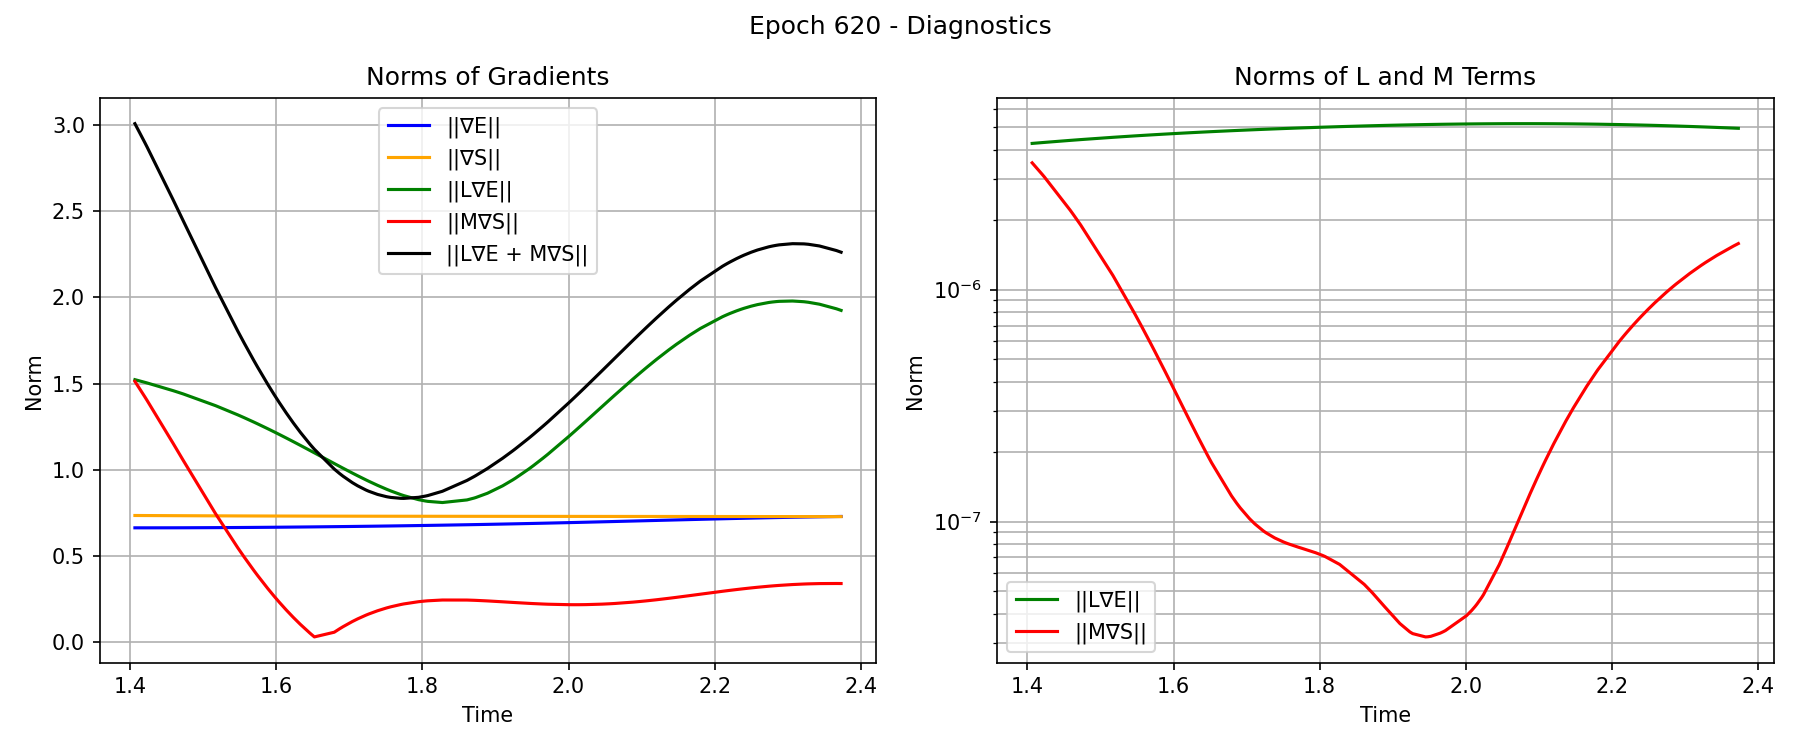 Epoch 620 - Diagnostics
Norms of Gradients
Norm
3.0
2.5
2.0
1.5
1.0
0.5
0.0
||∇E||
||∇S||
||L∇E||
||M∇S||
||L∇E + M∇S||
1.4 1.6 1.8 2.0 2.2 2.4
Time
Norms of L and M Terms
Norm
10⁻⁶
10⁻⁷
||L∇E||
||M∇S||
1.4 1.6 1.8 2.0 2.2 2.4
Time